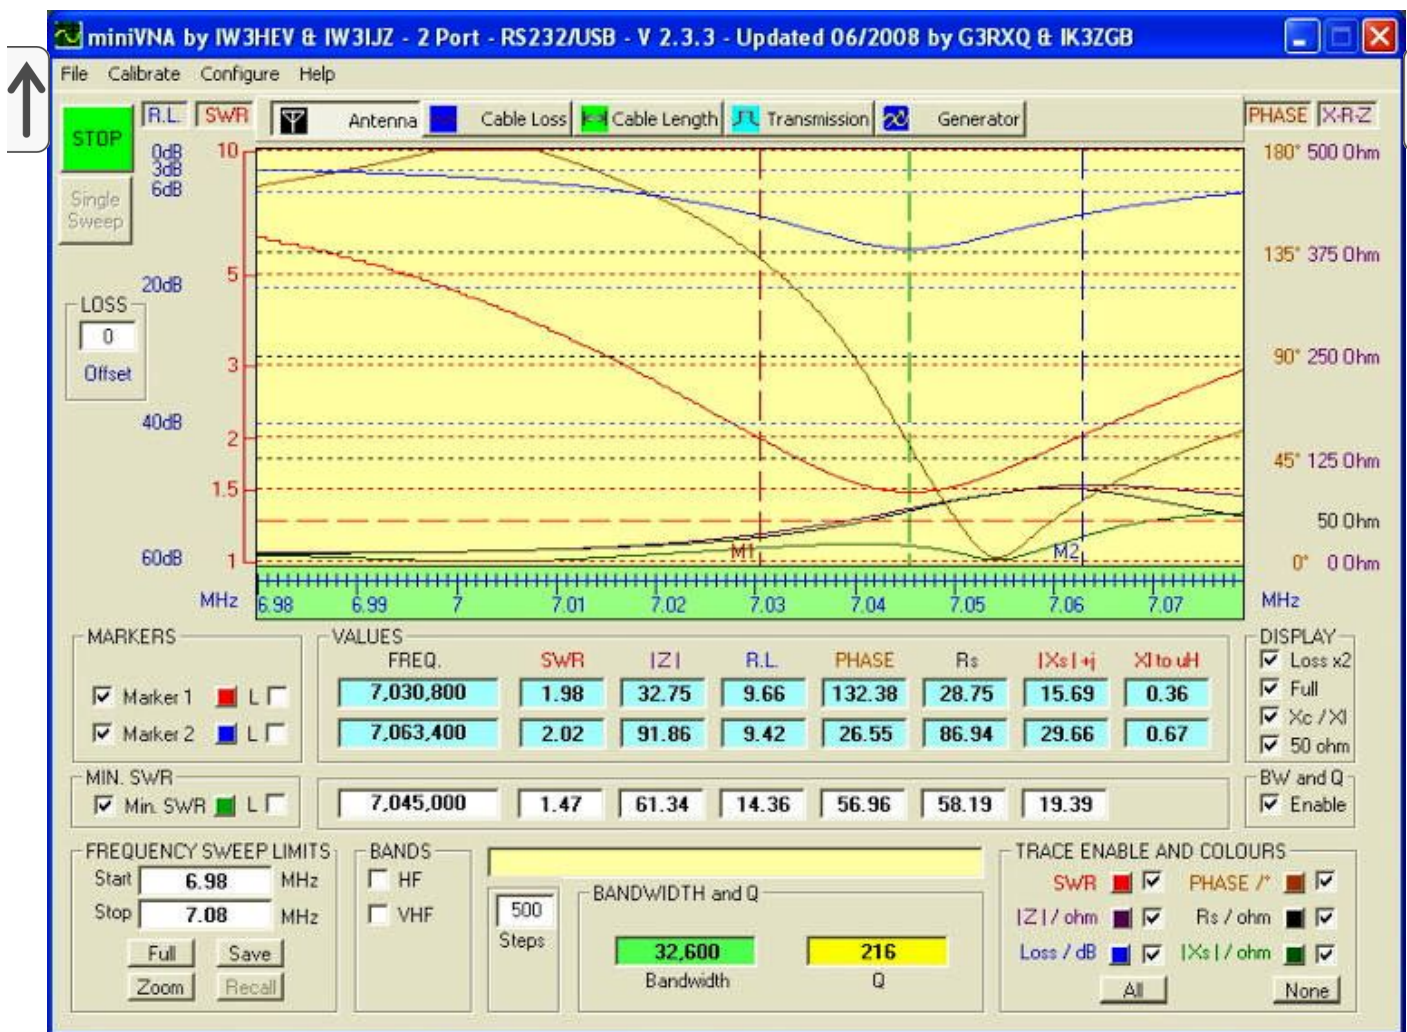 miniVNA by IW3HEV & IW3IJZ - 2 Port - RS232/USB - V 2.3.3 - Updated 06/2008 by G3RXQ & IK3ZGB
File Calibrate Configure Help
STOP R.L. SWR Antenna Cable Loss Cable Length Transmission Generator PHASE X-R-Z
0dB 10 180° 500 Ohm
3dB
Single Sweep 6dB
135° 375 Ohm
5
20dB
LOSS
0
Offset
3 90° 250 Ohm
40dB
2
45° 125 Ohm
1.5
50 Ohm
M1 M2
60dB 1 0° 0 Ohm
MHz 6.98 6.99 7 7.01 7.02 7.03 7.04 7.05 7.06 7.07 MHz
MARKERS VALUES DISPLAY
FREQ. SWR |Z| R.L. PHASE Rs |Xs| +j Xl to uH Loss x2
Marker 1 L 7,030,800 1.98 32.75 9.66 132.38 28.75 15.69 0.36 Full
Xc / Xl
Marker 2 L 7,063,400 2.02 91.86 9.42 26.55 86.94 29.66 0.67 50 ohm
MIN. SWR BW and Q
Min. SWR L 7,045,000 1.47 61.34 14.36 56.96 58.19 19.39 Enable
FREQUENCY SWEEP LIMITS BANDS TRACE ENABLE AND COLOURS
Start 6.98 MHz HF SWR PHASE /°
Stop 7.08 MHz VHF 500 BANDWIDTH and Q |Z| / ohm Rs / ohm
Steps
Full Save 32,600 216 Loss / dB |Xs| / ohm
Bandwidth Q
Zoom Recall All None